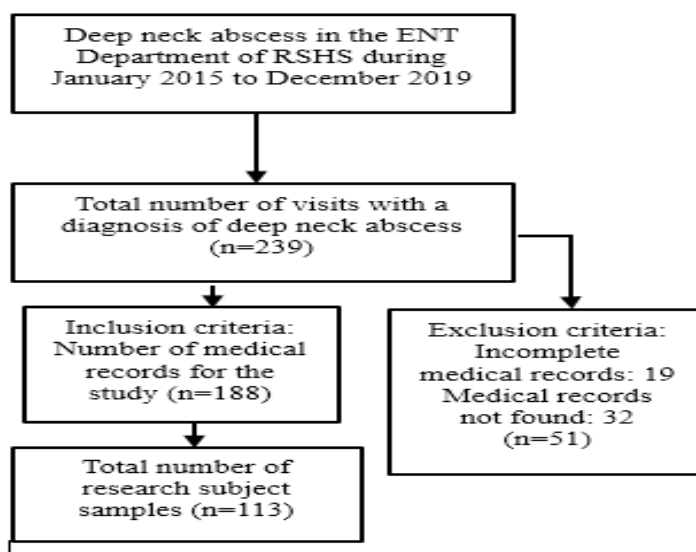 Deep neck abscess in the ENT
Department of RSHS during
January 2015 to December 2019
Total number of visits with a
diagnosis of deep neck abscess
(n=239)
Inclusion criteria:
Number of medical
records for the
study (n=188)
Exclusion criteria:
Incomplete
medical records: 19
Medical records
not found: 32
(n=51)
Total number of
research subject
samples (n=113)